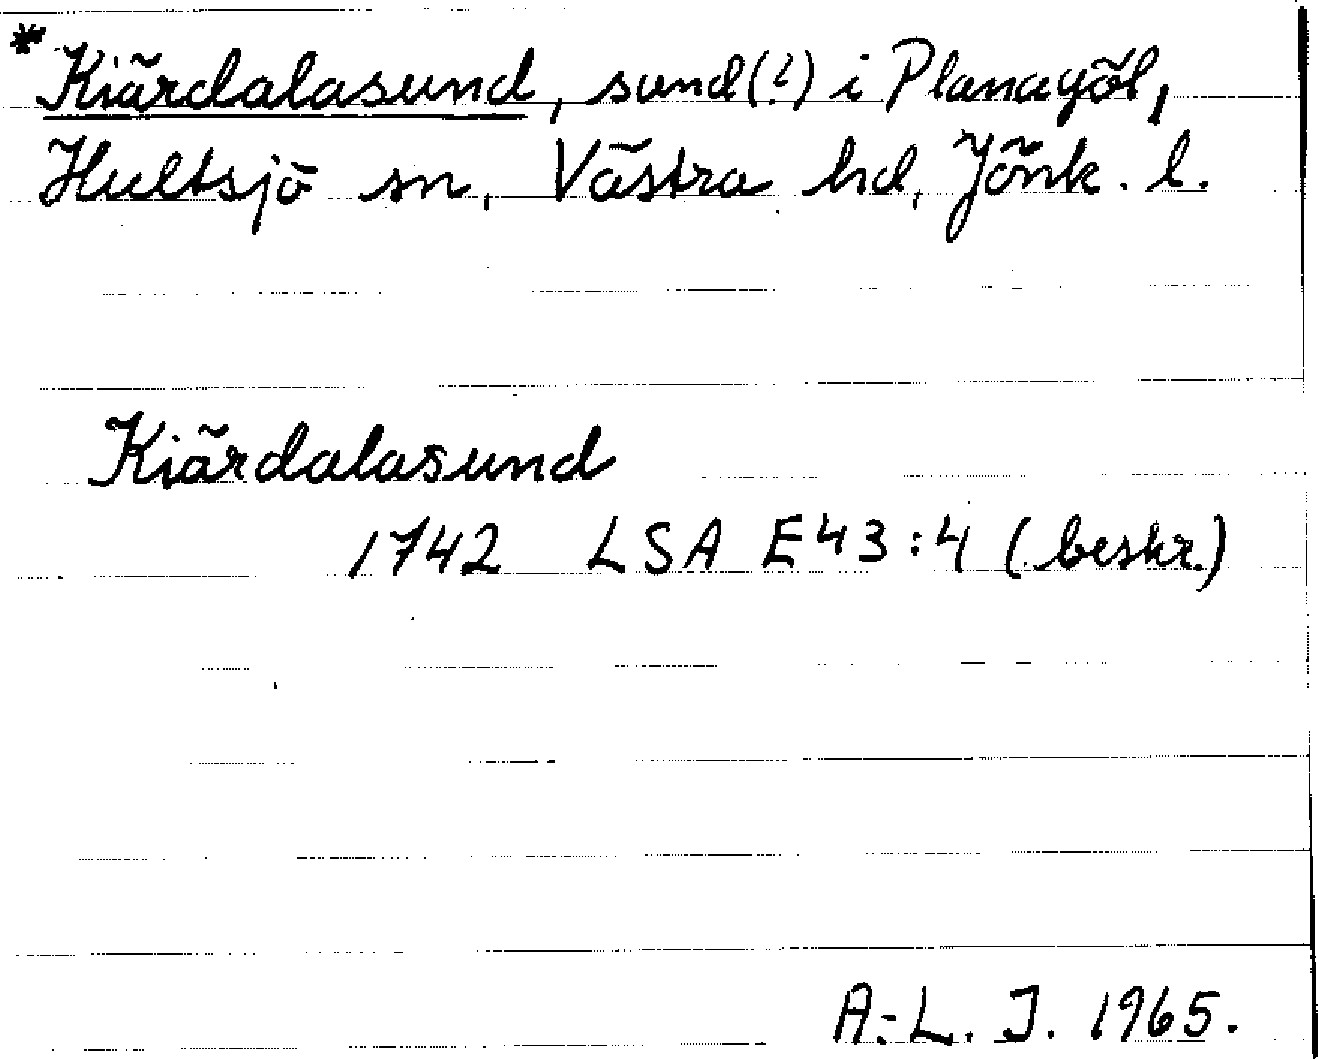 *Kiärdalasund, sund(?) i Planagöl,
Hultsjö sn, Västra hd, Jönk. l.
Kiärdalasund
1742 LSA E43:4 (beskr.)
A.-L. J. 1965.